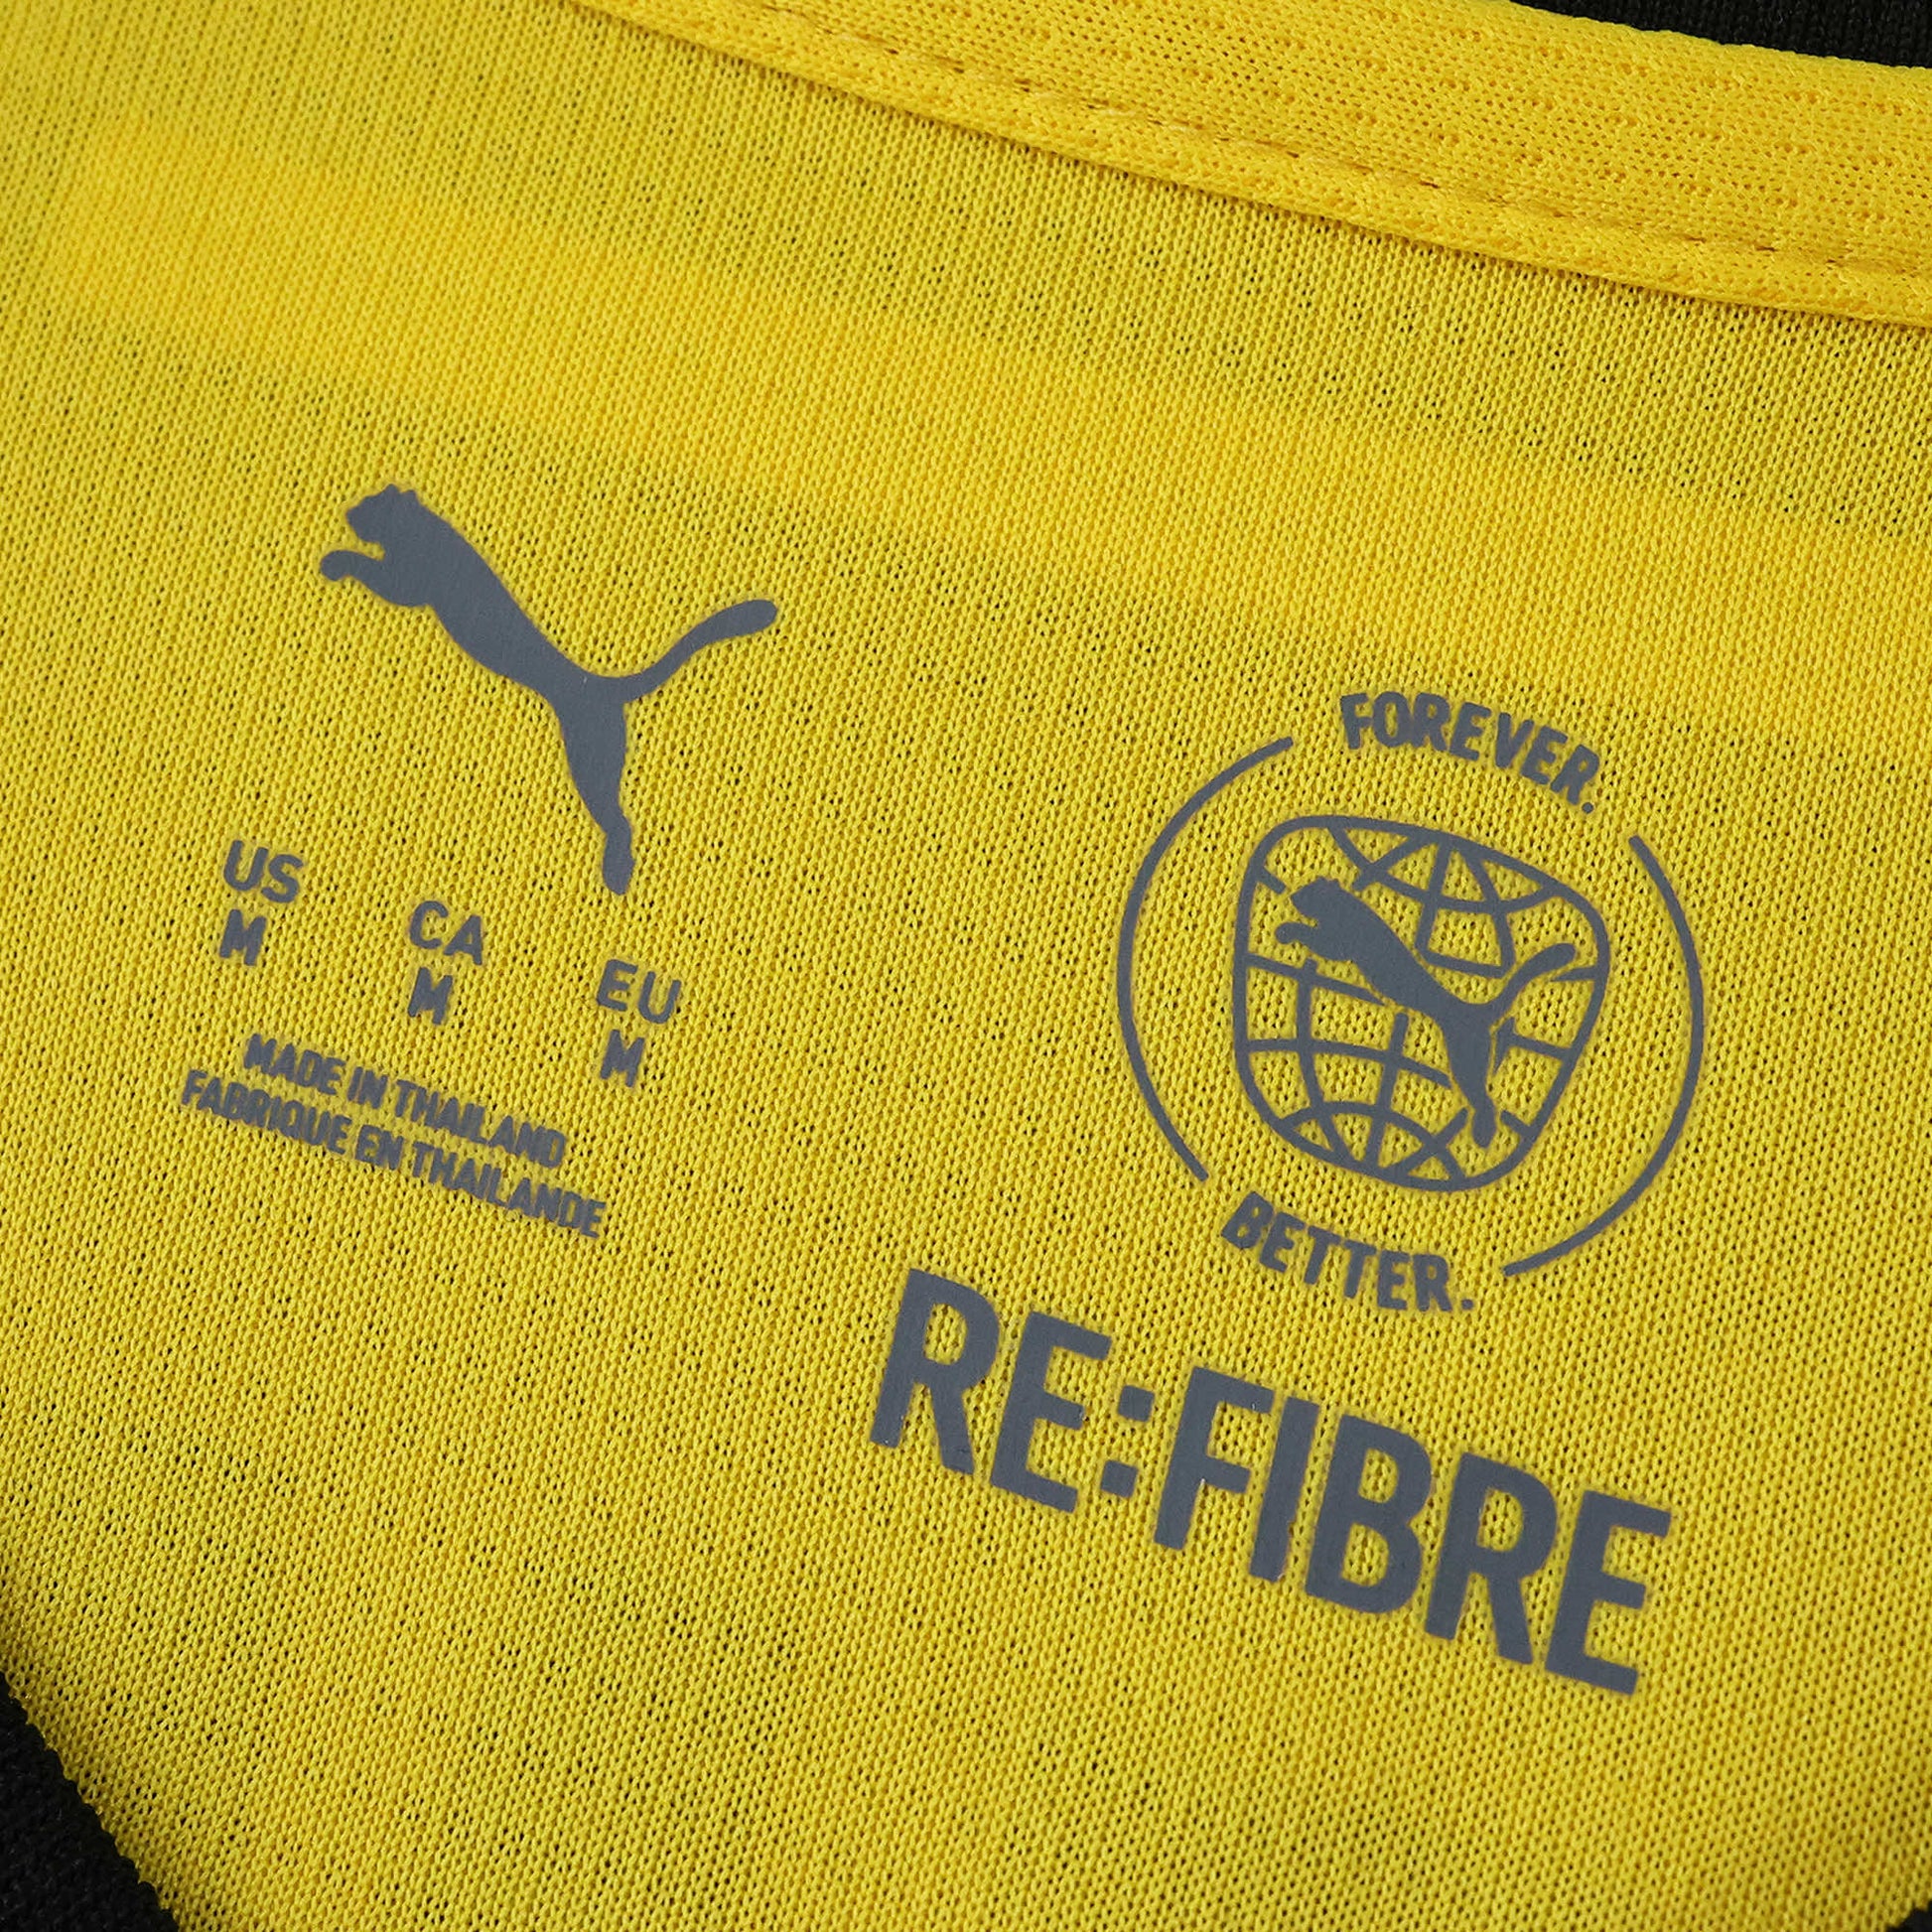 US
M
CA
M
EU
M
MADE IN THAILAND
FABRIQUE EN THAILANDE
FOREVER.
BETTER.
RE:FIBRE